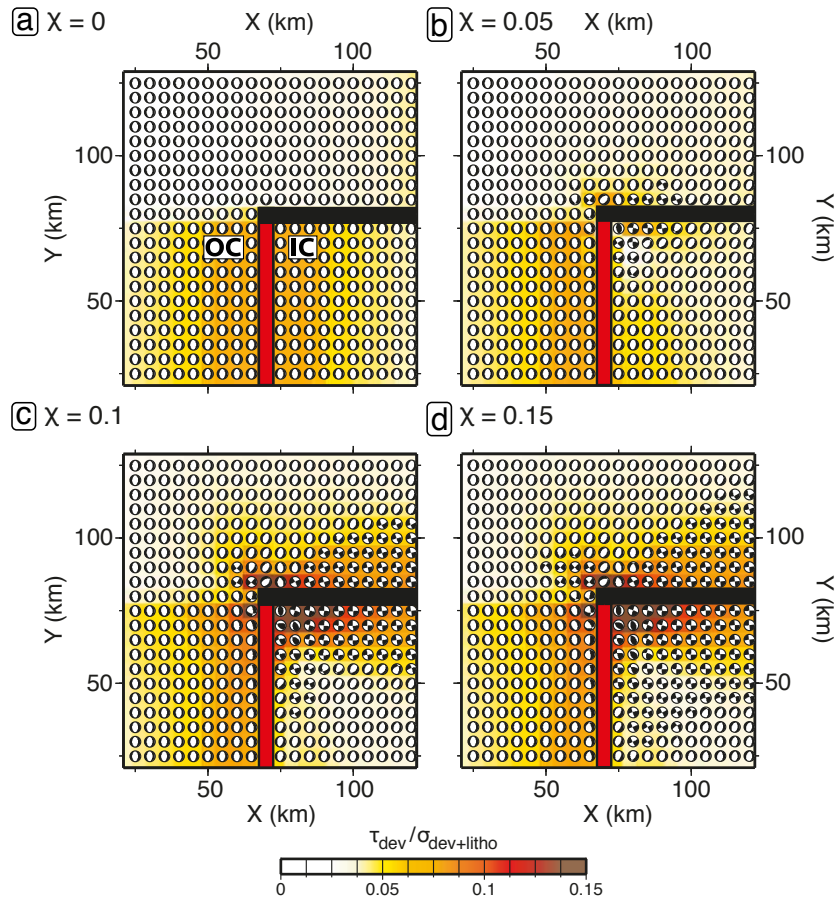 a χ = 0 X (km) b χ = 0.05 X (km)
50 100 50 100
OC IC
100
50
Y (km)
100
50
Y (km)
c χ = 0.1 d χ = 0.15
100
50
Y (km)
100
50
Y (km)
50 100 50 100
X (km) X (km)
τdev/σdev+litho
0 0.05 0.1 0.15